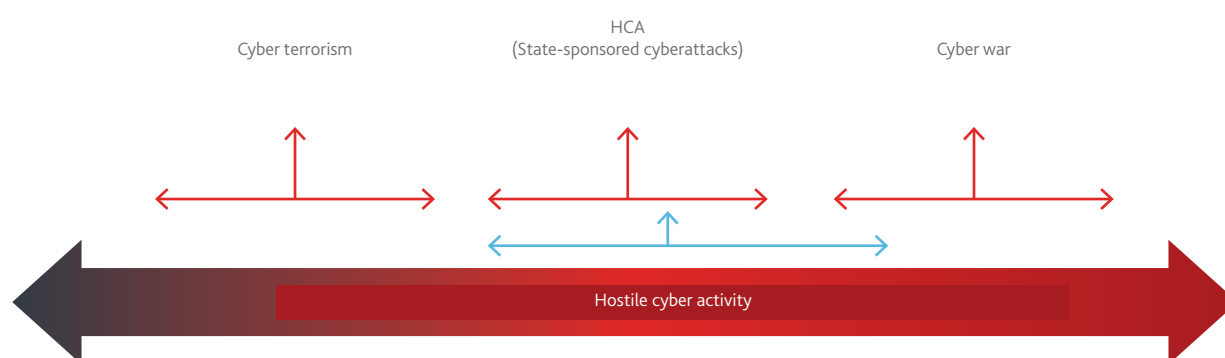 Cyber terrorism
HCA
(State-sponsored cyberattacks)
Cyber war
Hostile cyber activity